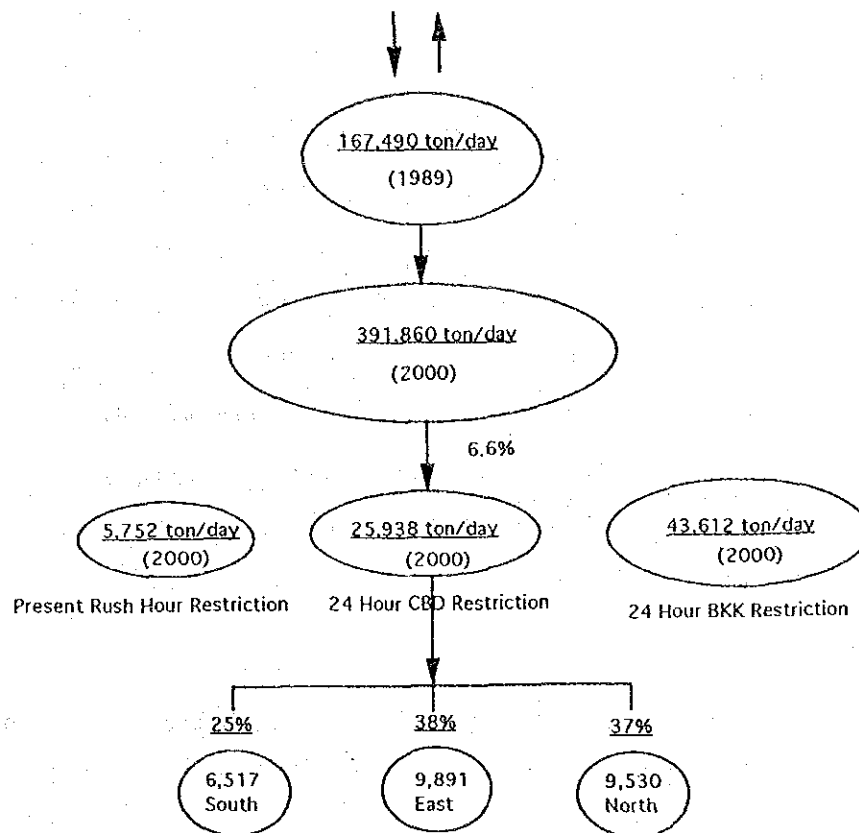 167,490 ton/day
(1989)
391,860 ton/day
(2000)
6.6%
5,752 ton/day
(2000)
25,938 ton/day
(2000)
43,612 ton/day
(2000)
Present Rush Hour Restriction
24 Hour CBD Restriction
24 Hour BKK Restriction
25%
38%
37%
6,517
South
9,891
East
9,530
North